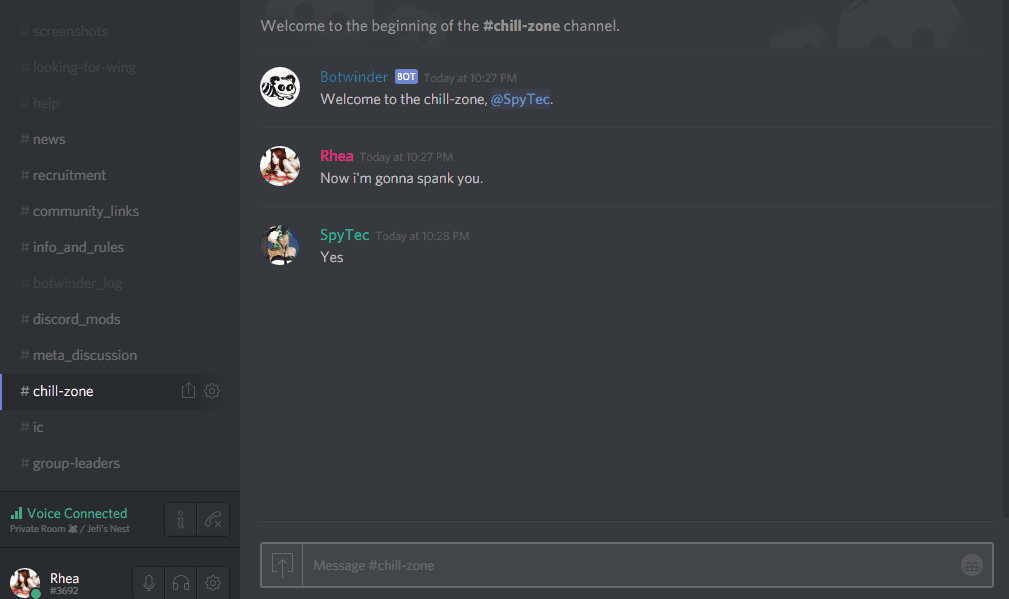 # screenshots
# looking-for-wing
# help
# news
# recruitment
# community_links
# info_and_rules
# botwinder_log
# discord_mods
# meta_discussion
# chill-zone
# ic
# group-leaders
Voice Connected
Private Room / Jefi's Nest
Rhea
#3692
Welcome to the beginning of the #chill-zone channel.
Botwinder BOT Today at 10:27 PM
Welcome to the chill-zone, @SpyTec.
Rhea Today at 10:27 PM
Now i'm gonna spank you.
SpyTec Today at 10:28 PM
Yes
Message #chill-zone